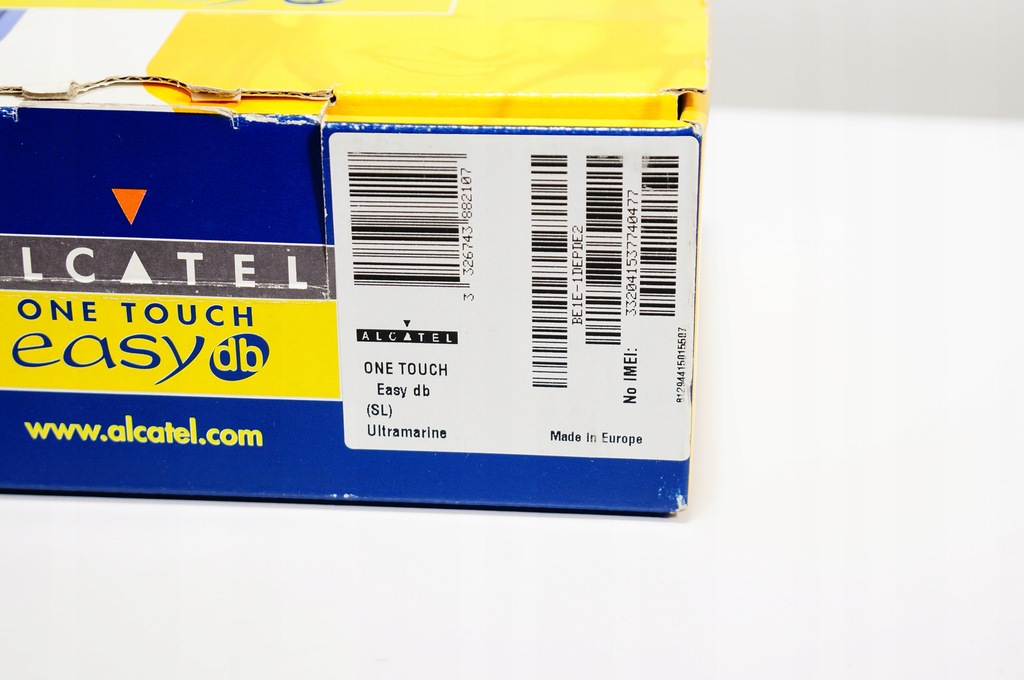 LCATEL
ONE TOUCH
easy db
www.alcatel.com
3 326743 882107
ALCATEL
ONE TOUCH
Easy db
(SL)
Ultramarine
BE1E-1DEPDE2
No IMEI: 332041537740477
Made in Europe